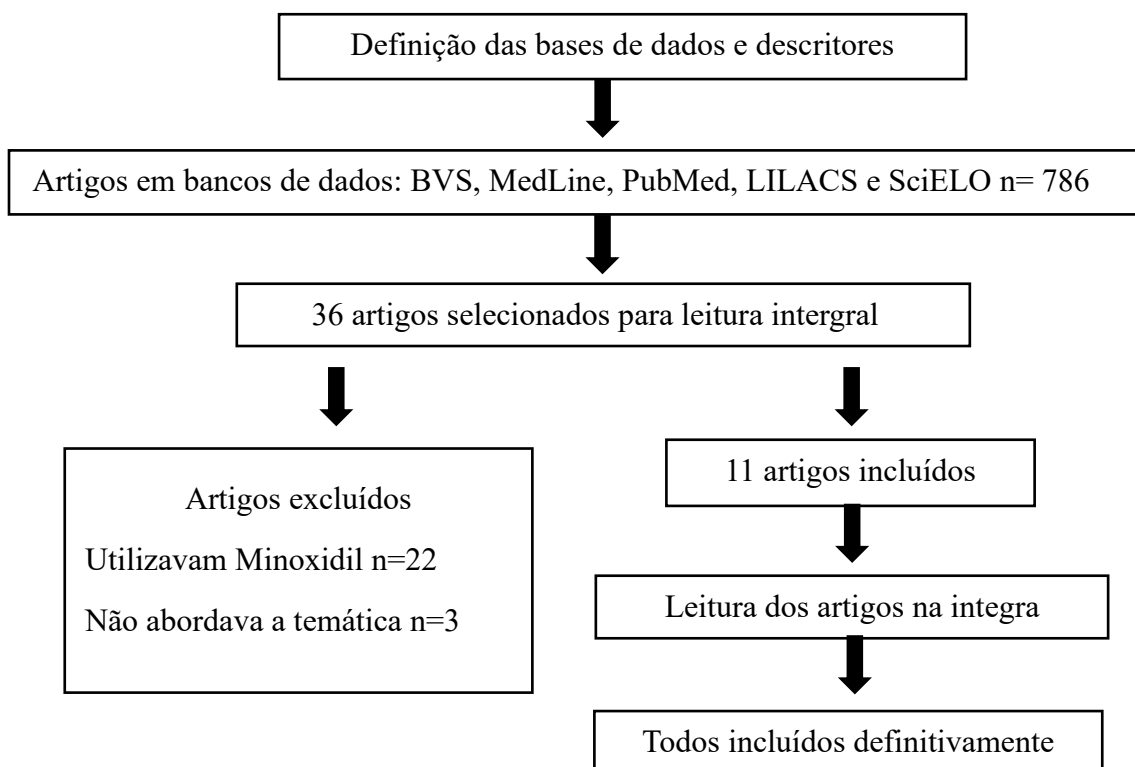 Definição das bases de dados e descritores
Artigos em bancos de dados: BVS, MedLine, PubMed, LILACS e SciELO n= 786
36 artigos selecionados para leitura intergral
Artigos excluídos
Utilizavam Minoxidil n=22
Não abordava a temática n=3
11 artigos incluídos
Leitura dos artigos na integra
Todos incluídos definitivamente